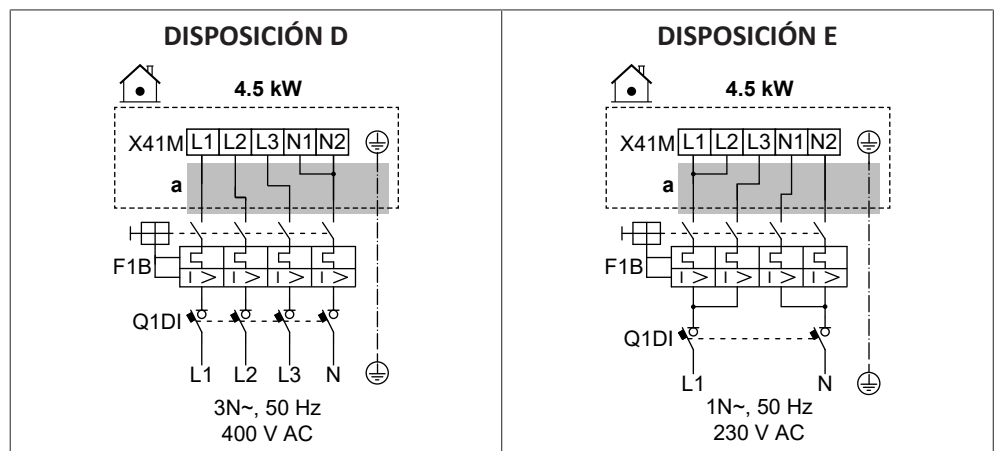 DISPOSICIÓN D
4.5 kW
X41M L1 L2 L3 N1 N2
a
F1B
I > I > I > I >
Q1DI
L1 L2 L3 N
3N~, 50 Hz
400 V AC
DISPOSICIÓN E
4.5 kW
X41M L1 L2 L3 N1 N2
a
F1B
I > I > I > I >
Q1DI
L1 N
1N~, 50 Hz
230 V AC